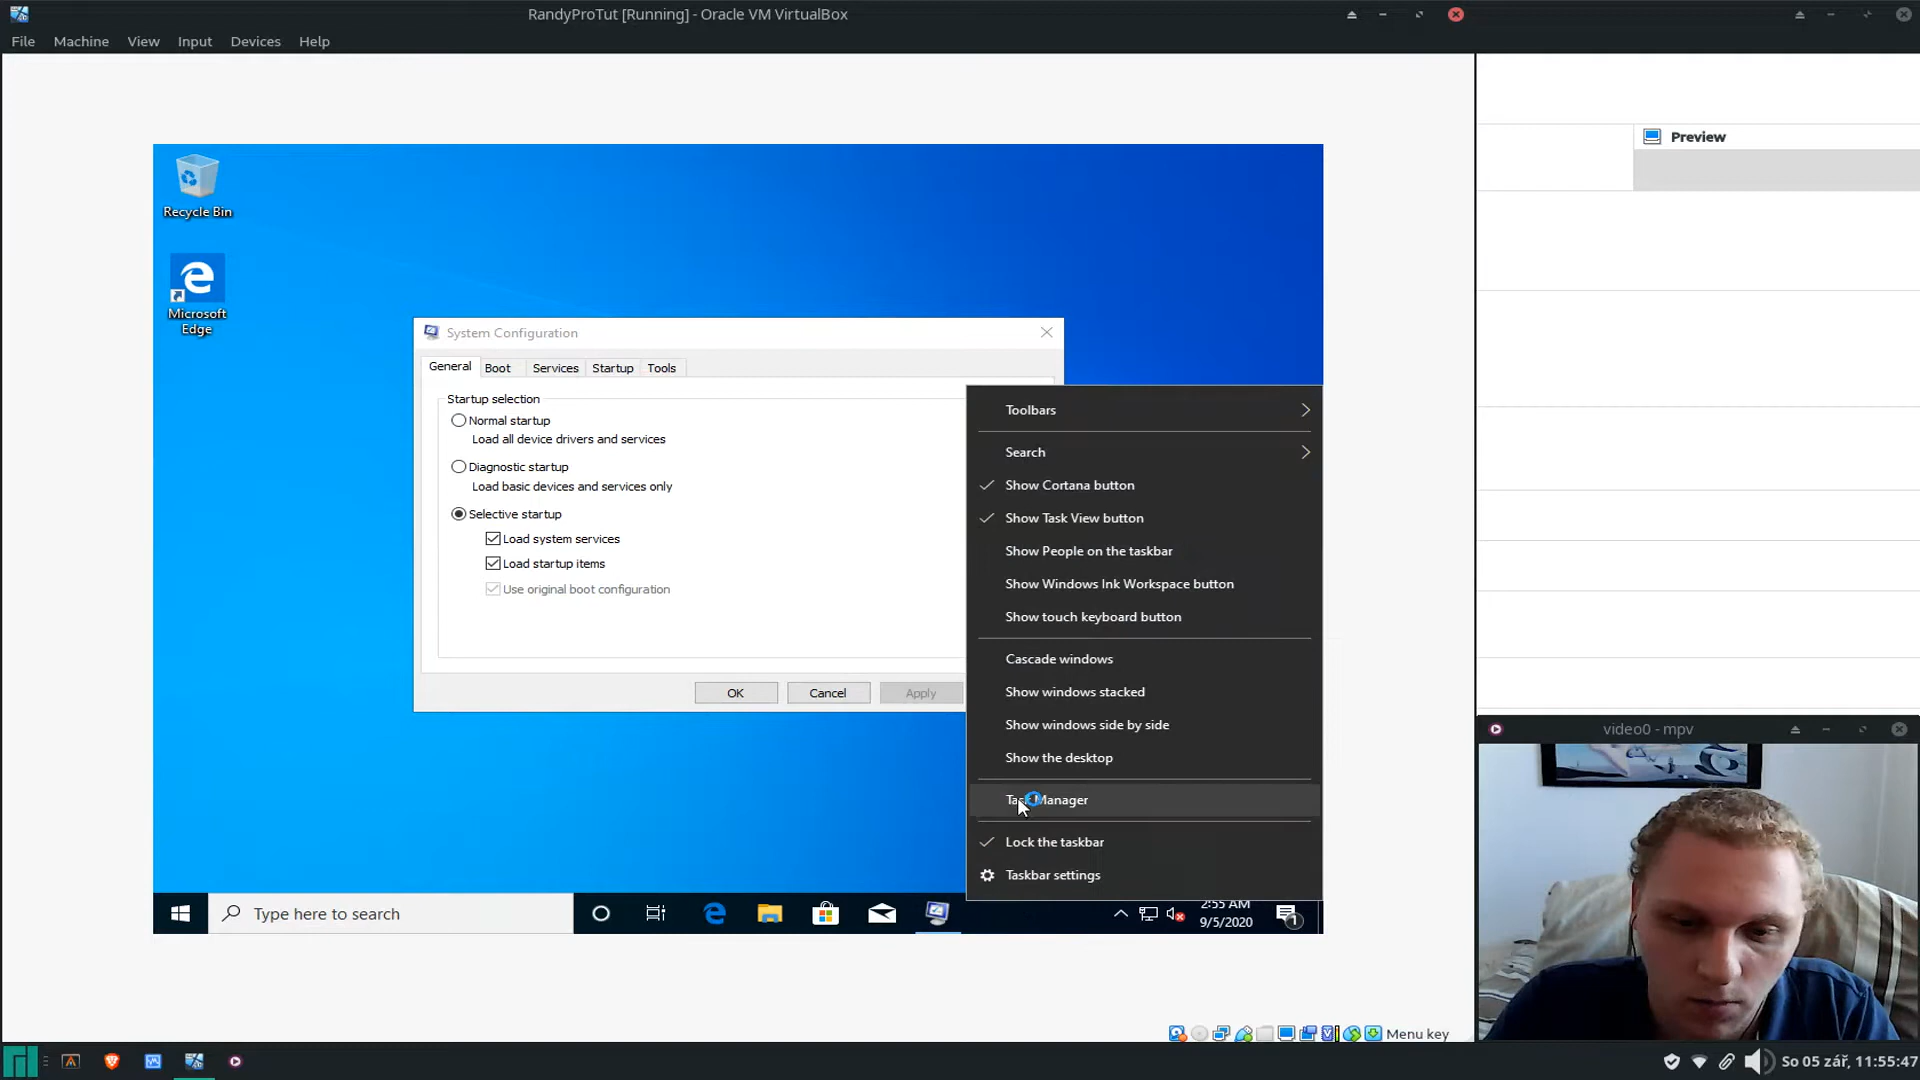 RandyProTut [Running] - Oracle VM VirtualBox
File Machine View Input Devices Help
Preview
Recycle Bin
Microsoft
Edge
System Configuration
General Boot Services Startup Tools
Startup selection
Normal startup
Load all device drivers and services
Diagnostic startup
Load basic devices and services only
Selective startup
Load system services
Load startup items
Use original boot configuration
OK Cancel Apply
Toolbars
Search
Show Cortana button
Show Task View button
Show People on the taskbar
Show Windows Ink Workspace button
Show touch keyboard button
Cascade windows
Show windows stacked
Show windows side by side
Show the desktop
Task Manager
Lock the taskbar
Taskbar settings
Type here to search
2:55 AM
9/5/2020
1
video0 - mpv
Menu key
So 05 zář, 11:55:47